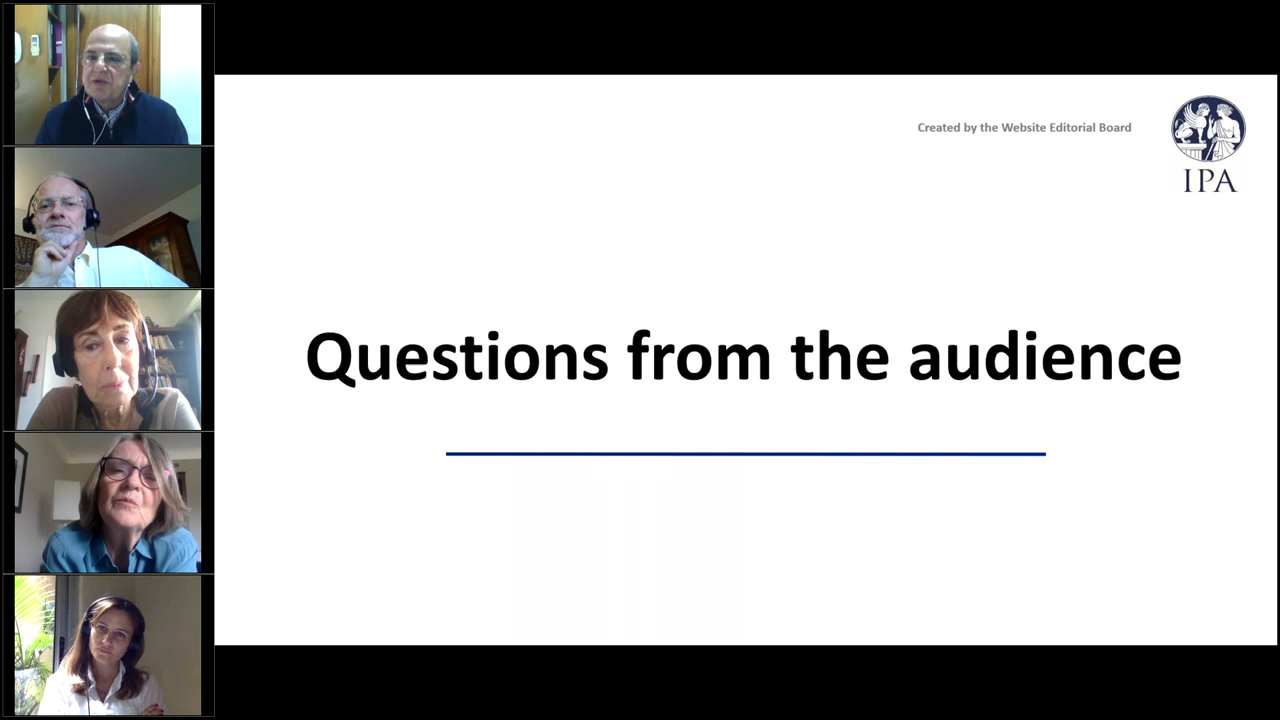 Created by the Website Editorial Board
IPA
Questions from the audience